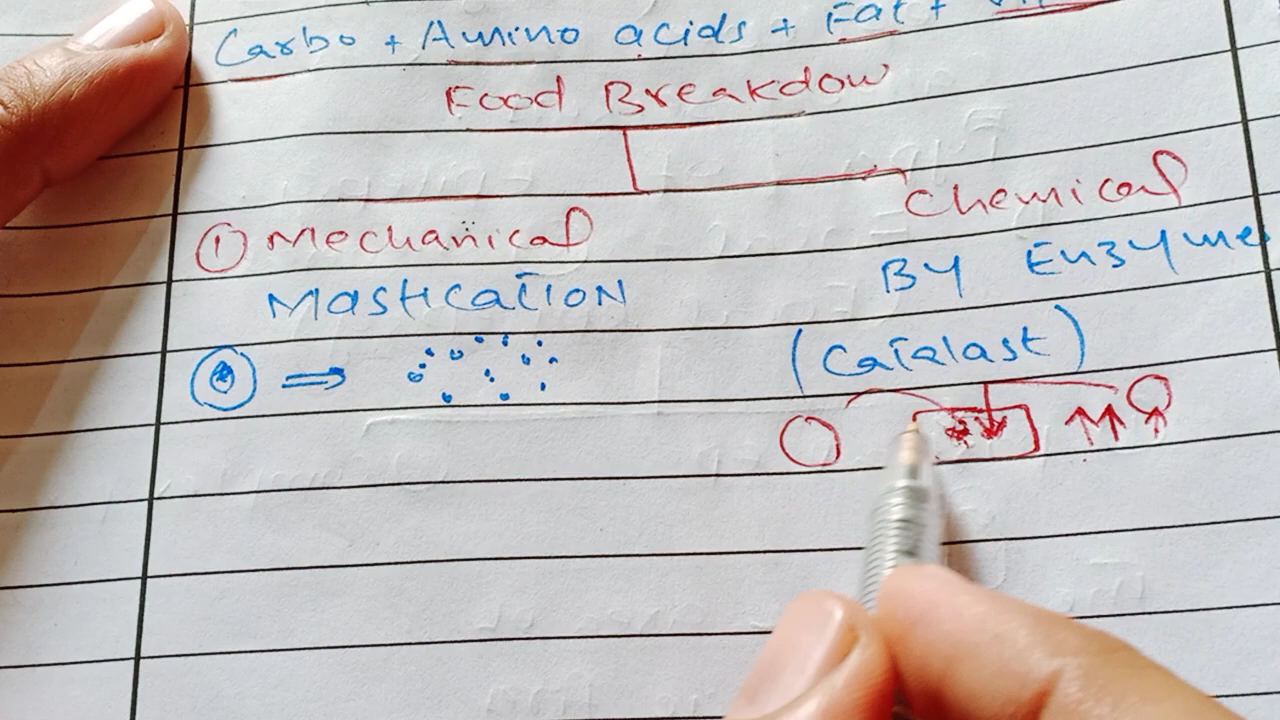 Carbo + Amino acids + Fat +
Food Breakdow
① Mechanical
Chemical
Mastication
By Enzyme
(Catalast)